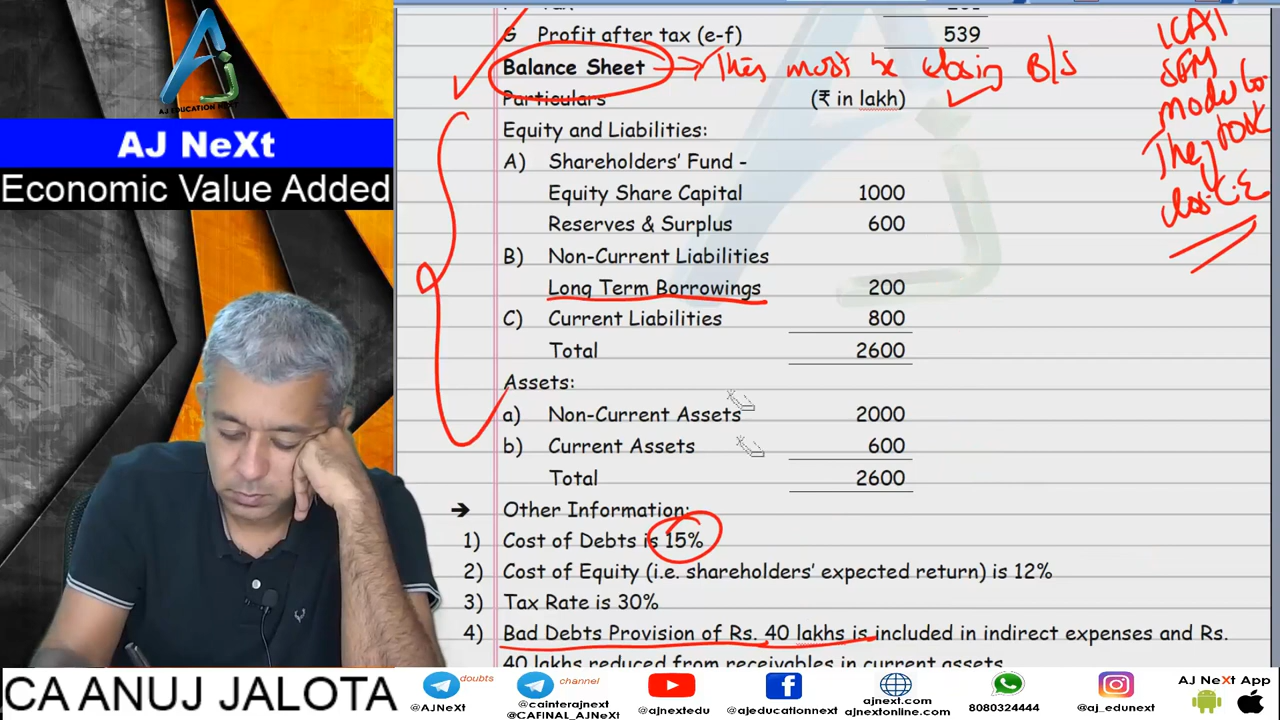 G Profit after tax (e-f) 539
Balance Sheet → This must be closing B/S
Particulars (₹ in lakh)
Equity and Liabilities:
A) Shareholders' Fund -
Equity Share Capital 1000
Reserves & Surplus 600
B) Non-Current Liabilities
Long Term Borrowings 200
C) Current Liabilities 800
Total 2600
Assets:
a) Non-Current Assets 2000
b) Current Assets 600
Total 2600
➔ Other Information:
1) Cost of Debts is 15%
2) Cost of Equity (i.e. shareholders' expected return) is 12%
3) Tax Rate is 30%
4) Bad Debts Provision of Rs. 40 lakhs is included in indirect expenses and Rs.
40 lakhs reduced from receivables in current assets.
ICAI
SFM
module
They took
C.E
AJ EDUCATION NEXT
AJ NeXt
Economic Value Added
CA ANUJ JALOTA
doubts
@AJNeXt
channel
@cainterajnext
@CAFINAL_AJNeXt
@ajnextedu
@ajeducationnext
ajnext.com
ajnextonline.com
8080324444
@aj_edunext
AJ NeXt App